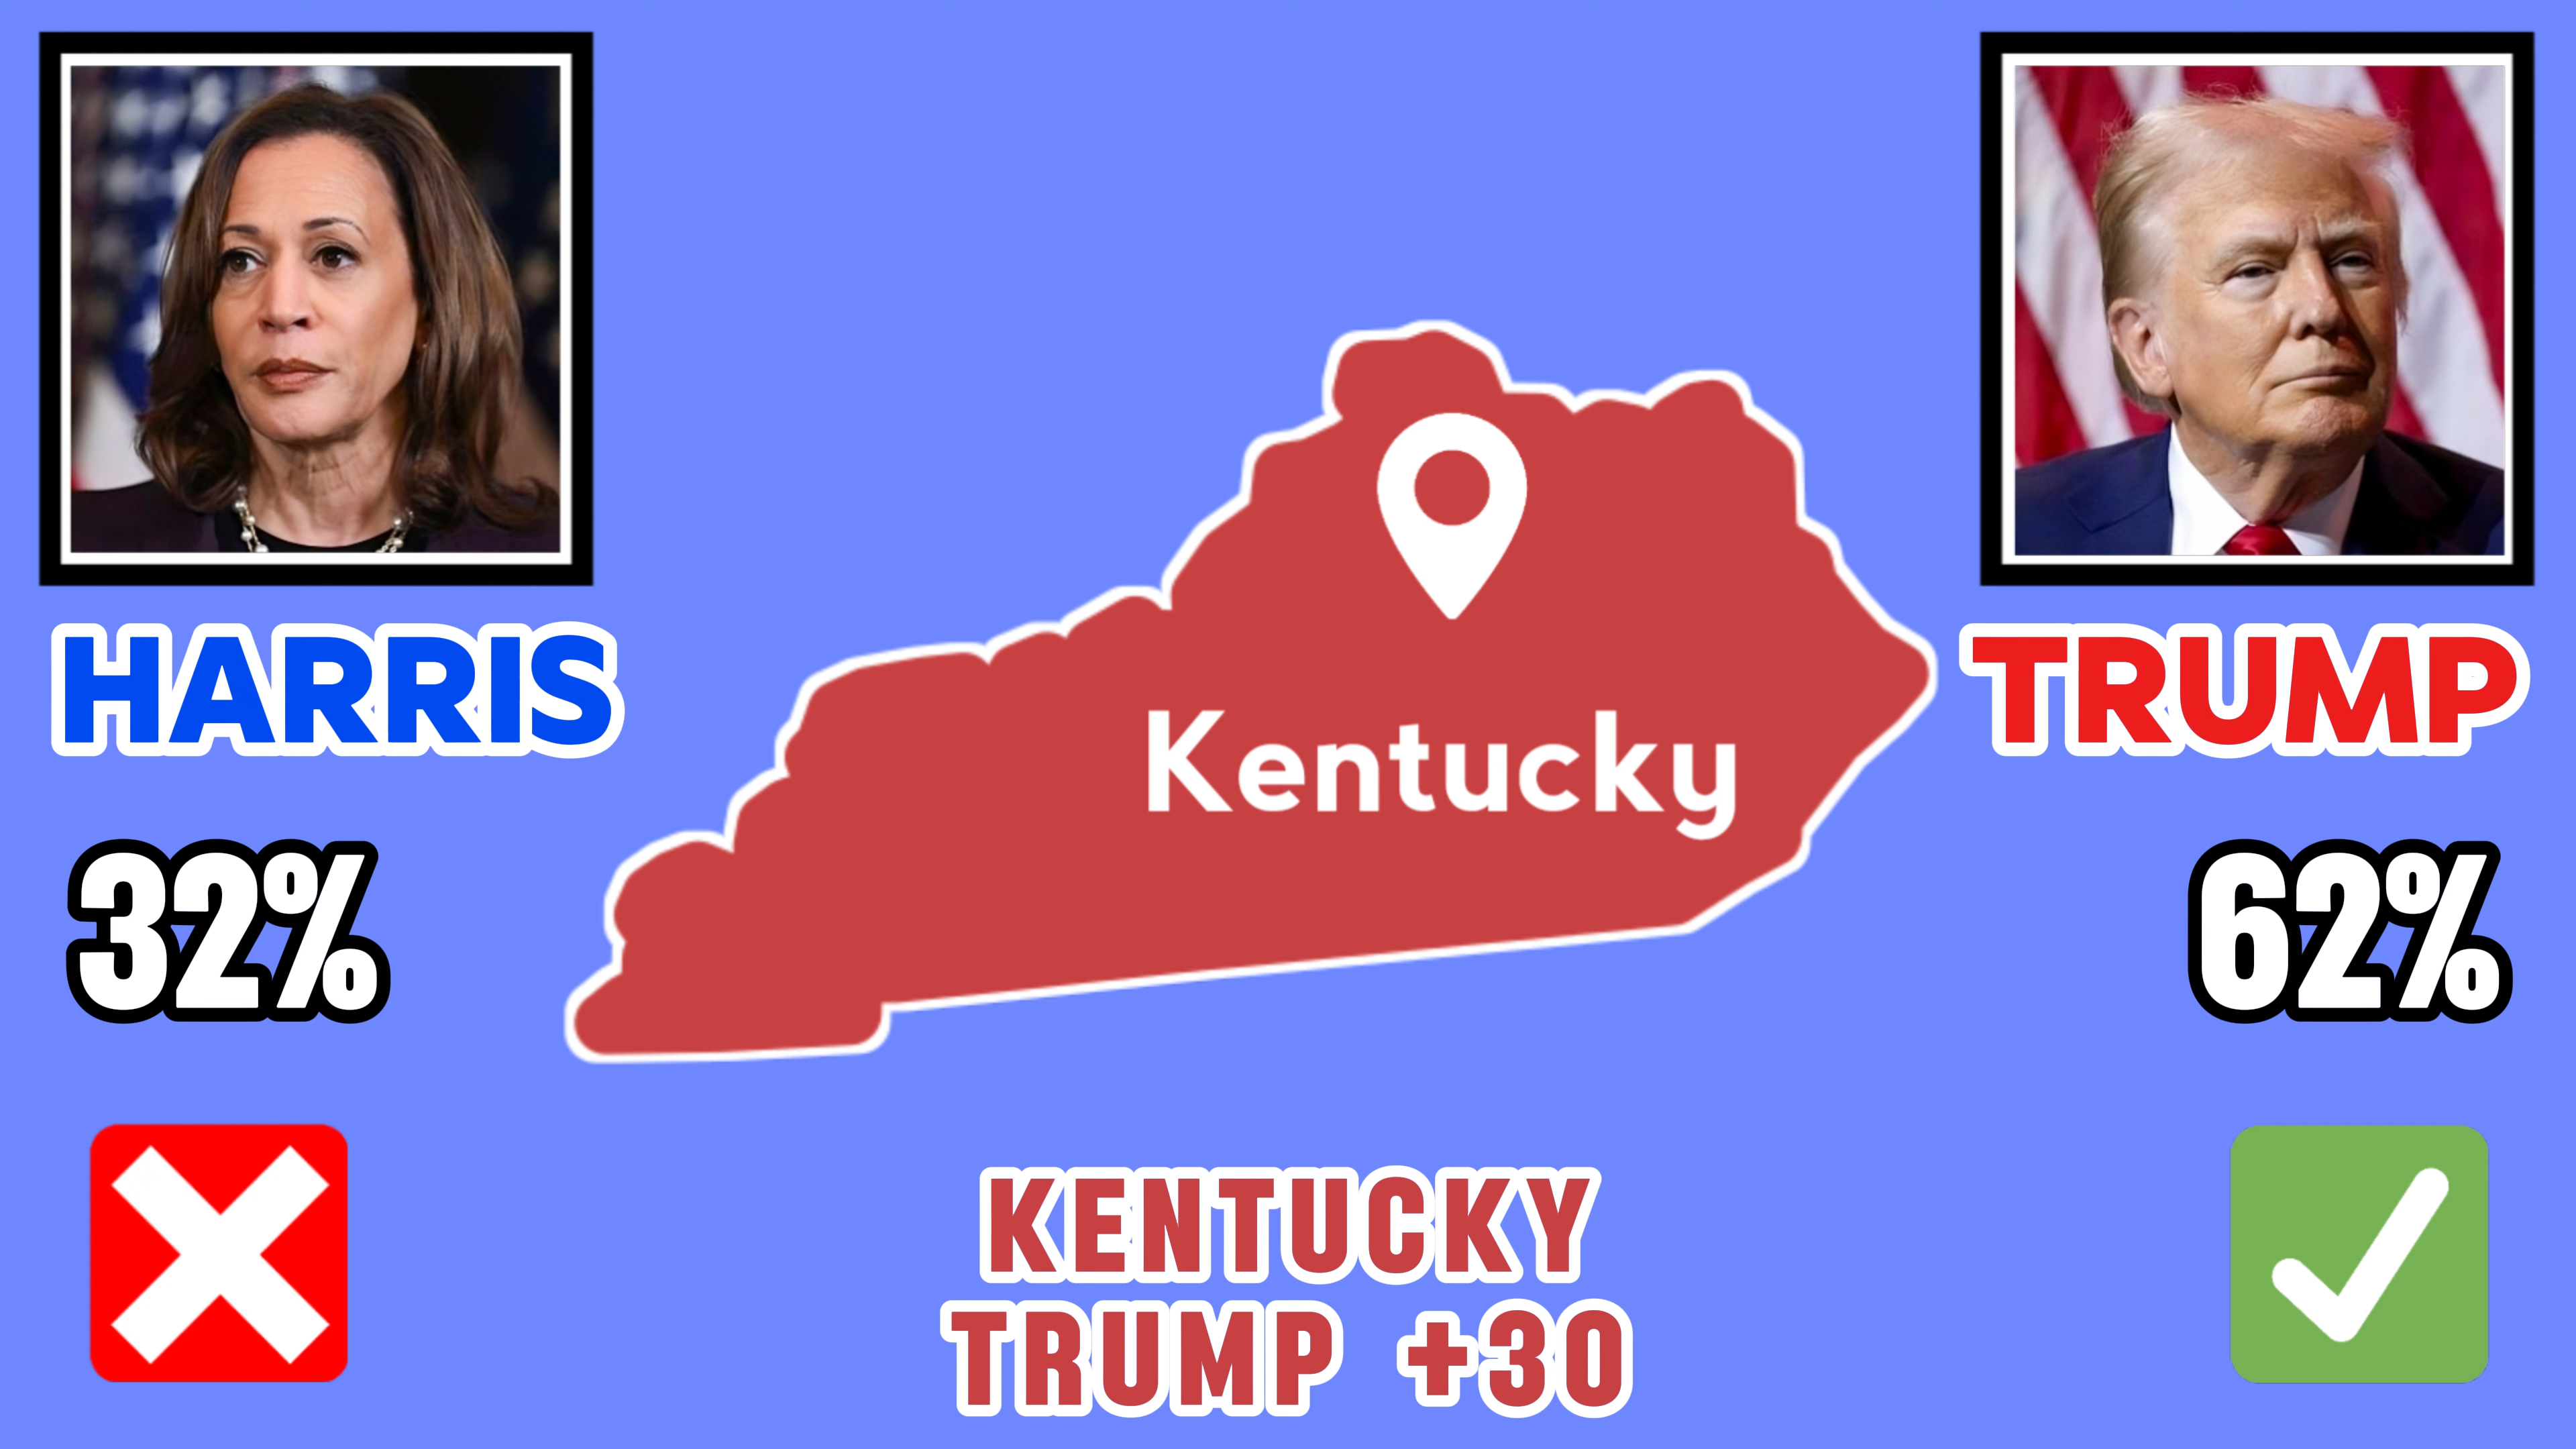 HARRIS
TRUMP
Kentucky
32%
62%
KENTUCKY
TRUMP +30